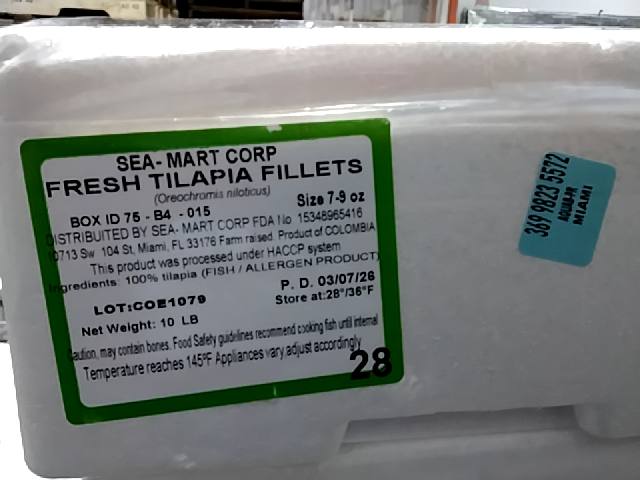 SEA- MART CORP
FRESH TILAPIA FILLETS
(Oreochromis niloticus)
Size 7-9 oz
BOX ID 75 - B4 - 015
DISTRIBUTED BY SEA- MART CORP FDA No 15348965416
10713 Sw 104 St, Miami, FL 33176 Farm raised. Product of COLOMBIA
This product was processed under HACCP system
Ingredients: 100% tilapia (FISH / ALLERGEN PRODUCT)
P. D. 03/07/26
LOT:COE1079
Store at:28°/36°F
Net Weight: 10 LB
Caution, may contain bones. Food Safety guidelines recommend cooking fish until internal
Temperature reaches 145ºF Appliances vary,adjust accordingly
28
369 9823 5572
AQUA-PR
MIAMI